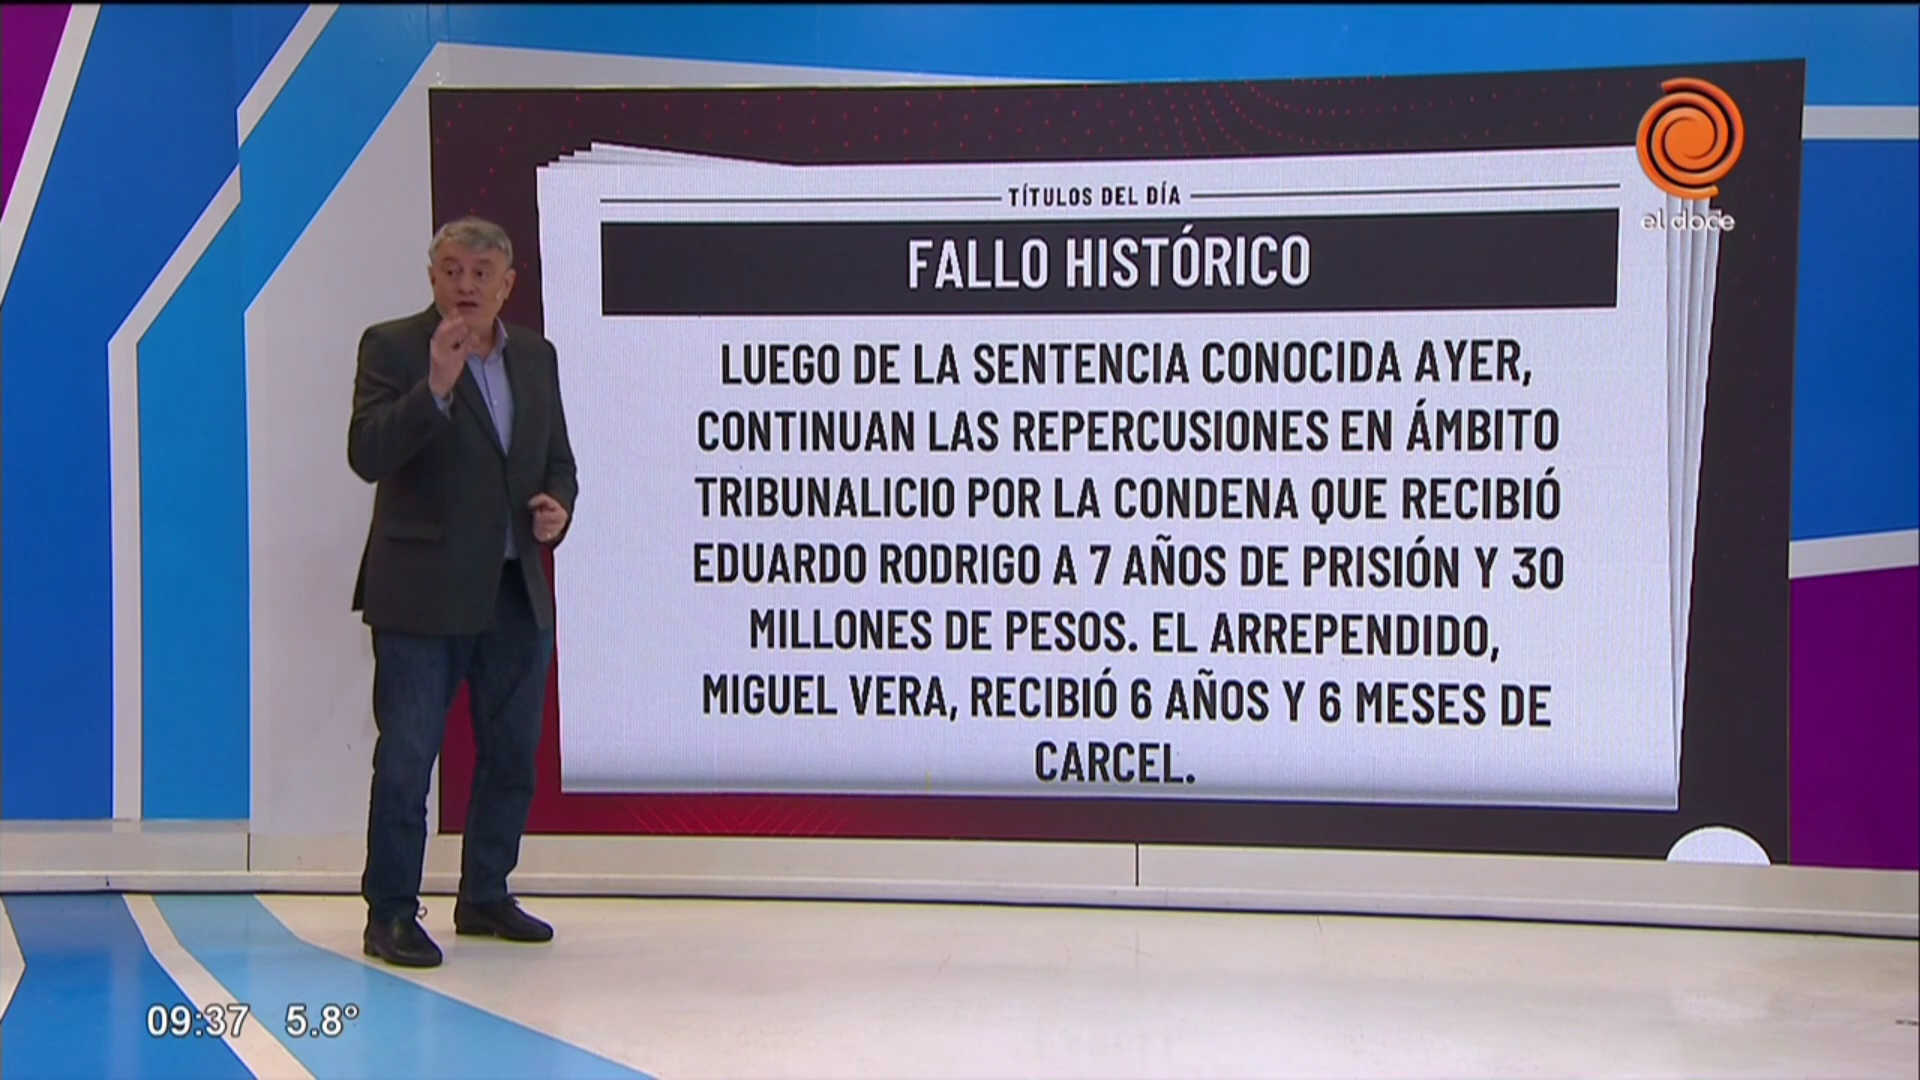 TÍTULOS DEL DÍA
FALLO HISTÓRICO
LUEGO DE LA SENTENCIA CONOCIDA AYER,
CONTINUAN LAS REPERCUSIONES EN ÁMBITO
TRIBUNALICIO POR LA CONDENA QUE RECIBIÓ
EDUARDO RODRIGO A 7 AÑOS DE PRISIÓN Y 30
MILLONES DE PESOS. EL ARREPENDIDO,
MIGUEL VERA, RECIBIÓ 6 AÑOS Y 6 MESES DE
CARCEL.
el doce
09:37 5.8°